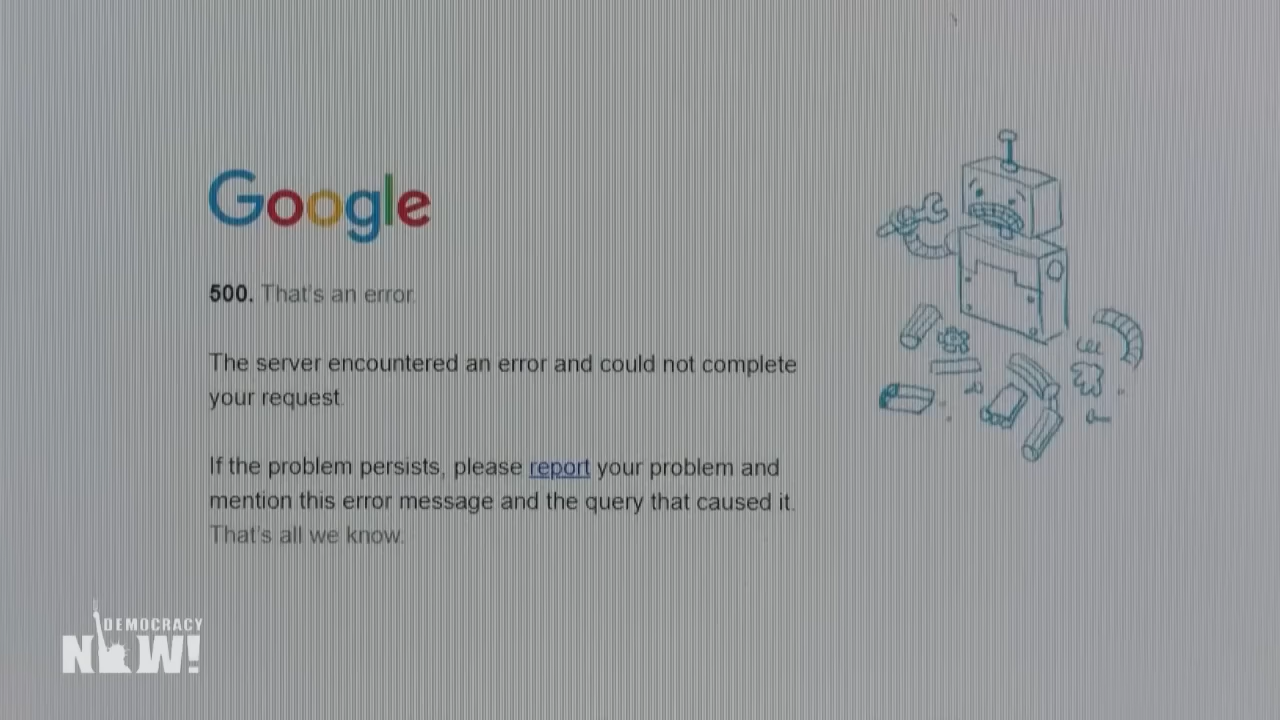 Google
500. That's an error.
The server encountered an error and could not complete
your request.
If the problem persists, please report your problem and
mention this error message and the query that caused it.
That's all we know.
DEMOCRACY
NOW!